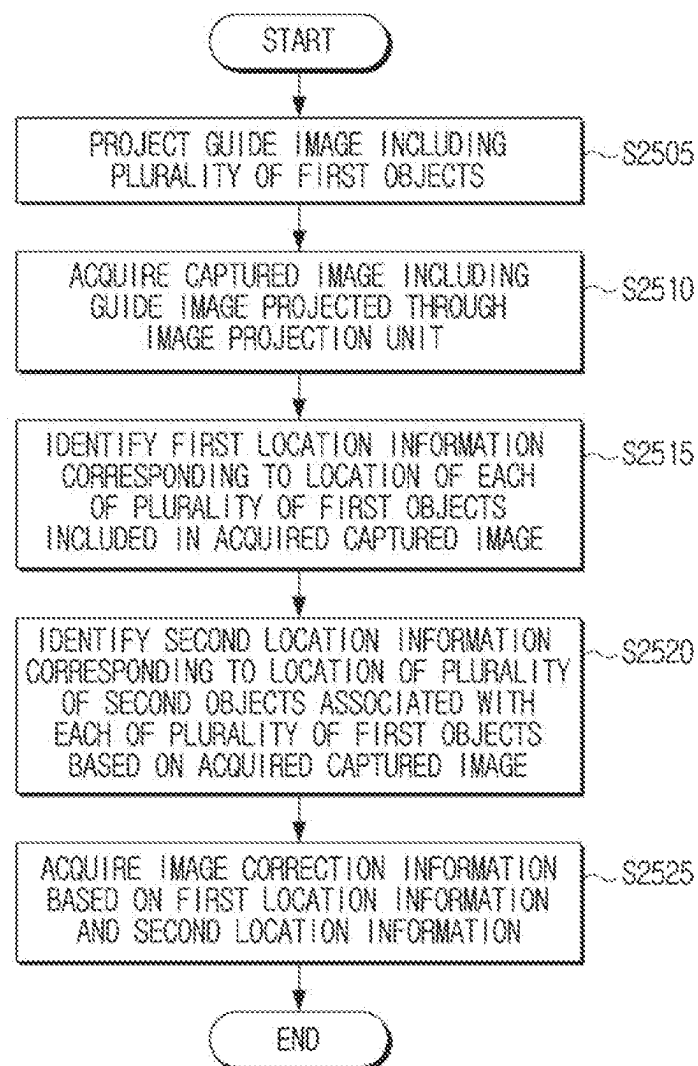 START
PROJECT GUIDE IMAGE INCLUDING
PLURALITY OF FIRST OBJECTS
S2505
ACQUIRE CAPTURED IMAGE INCLUDING
GUIDE IMAGE PROJECTED THROUGH
IMAGE PROJECTION UNIT
S2510
IDENTIFY FIRST LOCATION INFORMATION
CORRESPONDING TO LOCATION OF EACH
OF PLURALITY OF FIRST OBJECTS
INCLUDED IN ACQUIRED CAPTURED IMAGE
S2515
IDENTIFY SECOND LOCATION INFORMATION
CORRESPONDING TO LOCATION OF PLURALITY
OF SECOND OBJECTS ASSOCIATED WITH
EACH OF PLURALITY OF FIRST OBJECTS
BASED ON ACQUIRED CAPTURED IMAGE
S2520
ACQUIRE IMAGE CORRECTION INFORMATION
BASED ON FIRST LOCATION INFORMATION
AND SECOND LOCATION INFORMATION
S2525
END